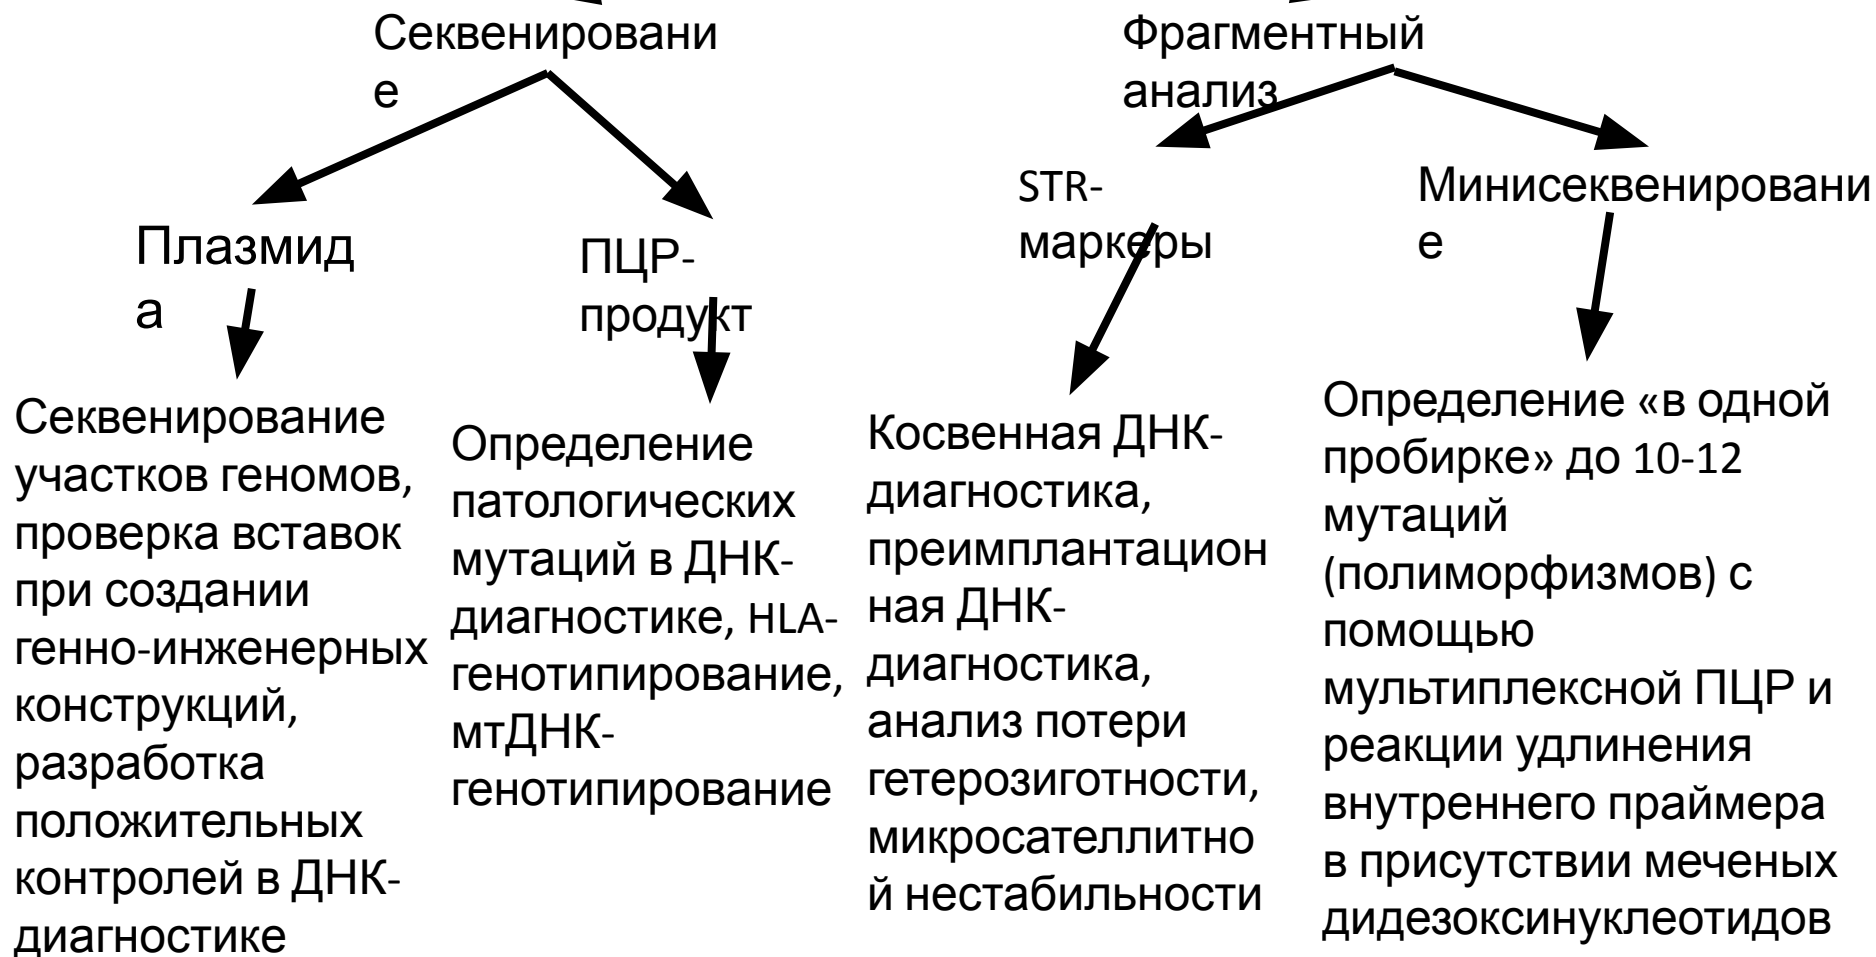 Секвенировани
е
Фрагментный
анализ
Плазмид
а
ПЦР-
продукт
STR-
маркеры
Минисеквенировани
е
Секвенирование
участков геномов,
проверка вставок
при создании
генно-инженерных
конструкций,
разработка
положительных
контролей в ДНК-
диагностике
Определение
патологических
мутаций в ДНК-
диагностике, HLA-
генотипирование,
мтДНК-
генотипирование
Косвенная ДНК-
диагностика,
преимплантацион
ная ДНК-
диагностика,
анализ потери
гетерозиготности,
микросателлитно
й нестабильности
Определение «в одной
пробирке» до 10-12
мутаций
(полиморфизмов) с
помощью
мультиплексной ПЦР и
реакции удлинения
внутреннего праймера
в присутствии меченых
дидезоксинуклеотидов